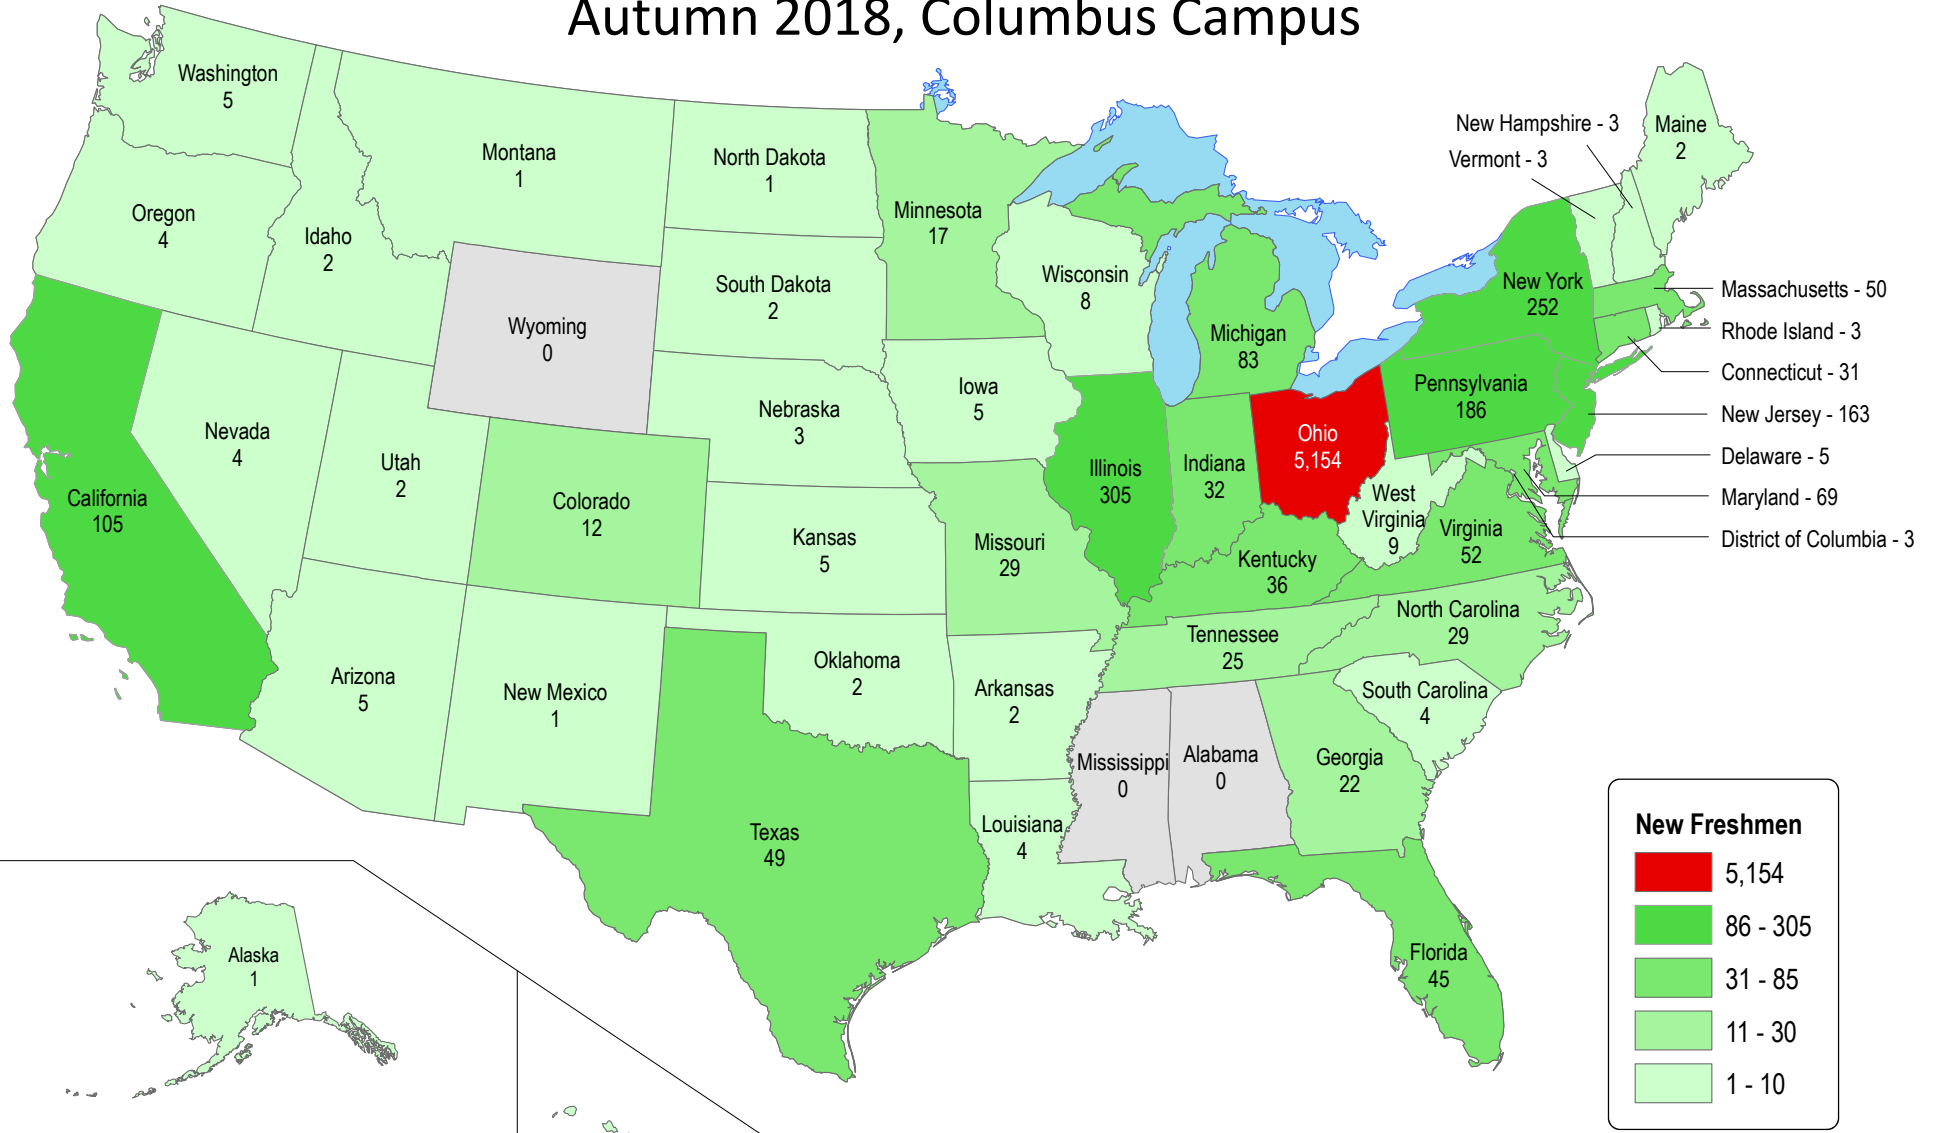 Autumn 2018, Columbus Campus
Washington
5
Oregon
4
Idaho
2
Montana
1
North Dakota
1
Minnesota
17
South Dakota
2
Wyoming
0
Wisconsin
8
Michigan
83
New Hampshire - 3
Vermont - 3
Maine
2
New York
252
Massachusetts - 50
Rhode Island - 3
Connecticut - 31
New Jersey - 163
Delaware - 5
Maryland - 69
District of Columbia - 3
Pennsylvania
186
Ohio
5,154
Indiana
32
Illinois
305
Iowa
5
Nebraska
3
Nevada
4
Utah
2
California
105
Colorado
12
Kansas
5
Missouri
29
Kentucky
36
West
Virginia
9
Virginia
52
North Carolina
29
Tennessee
25
South Carolina
4
Arizona
5
New Mexico
1
Oklahoma
2
Arkansas
2
Mississippi
0
Alabama
0
Georgia
22
Texas
49
Louisiana
4
Florida
45
Alaska
1
New Freshmen
5,154
86 - 305
31 - 85
11 - 30
1 - 10